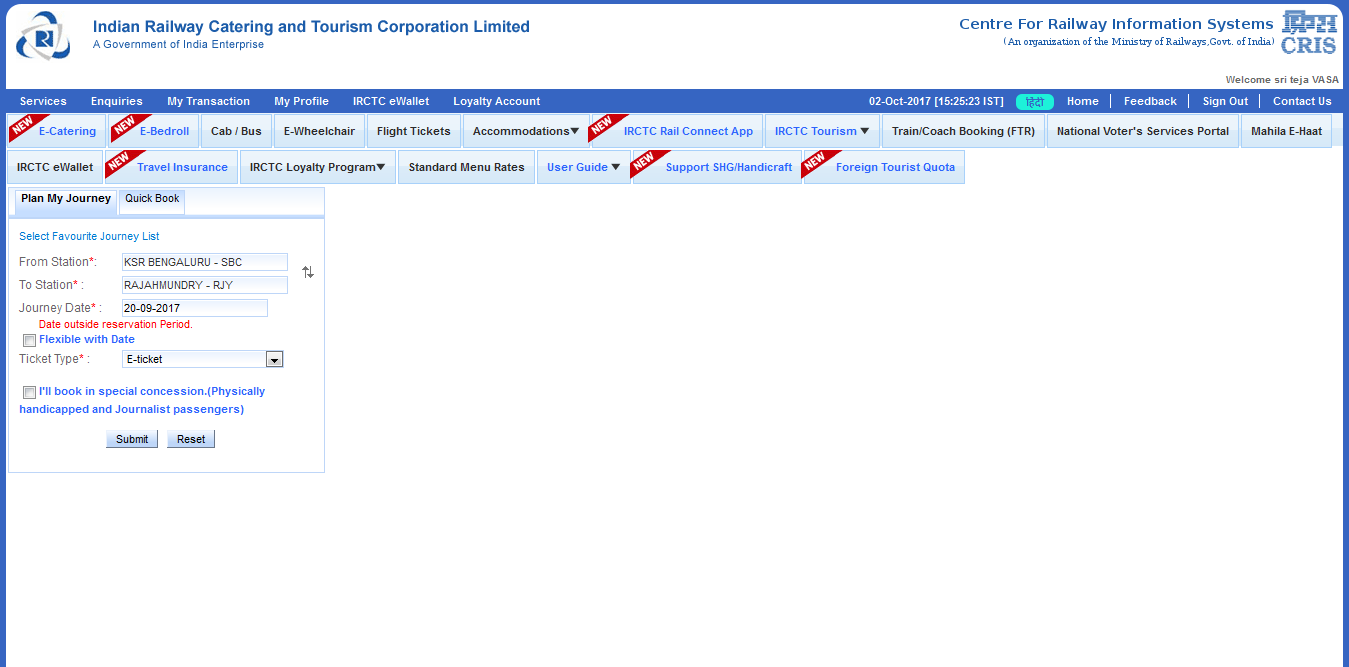 Indian Railway Catering and Tourism Corporation Limited
A Government of India Enterprise
Centre For Railway Information Systems
(An organization of the Ministry of Railways,Govt. of India)
क्रिस
CRIS
Welcome sri teja VASA
Services Enquiries My Transaction My Profile IRCTC eWallet Loyalty Account 02-Oct-2017 [15:25:23 IST] हिंदी Home Feedback Sign Out Contact Us
NEW E-Catering NEW E-Bedroll Cab / Bus E-Wheelchair Flight Tickets Accommodations▼ NEW IRCTC Rail Connect App IRCTC Tourism ▼ Train/Coach Booking (FTR) National Voter's Services Portal Mahila E-Haat
IRCTC eWallet NEW Travel Insurance IRCTC Loyalty Program▼ Standard Menu Rates User Guide ▼ NEW Support SHG/Handicraft NEW Foreign Tourist Quota
Plan My Journey Quick Book
Select Favourite Journey List
From Station*: KSR BENGALURU - SBC
To Station* : RAJAHMUNDRY - RJY
Journey Date* : 20-09-2017
Date outside reservation Period.
Flexible with Date
Ticket Type* : E-ticket
I'll book in special concession.(Physically
handicapped and Journalist passengers)
Submit Reset